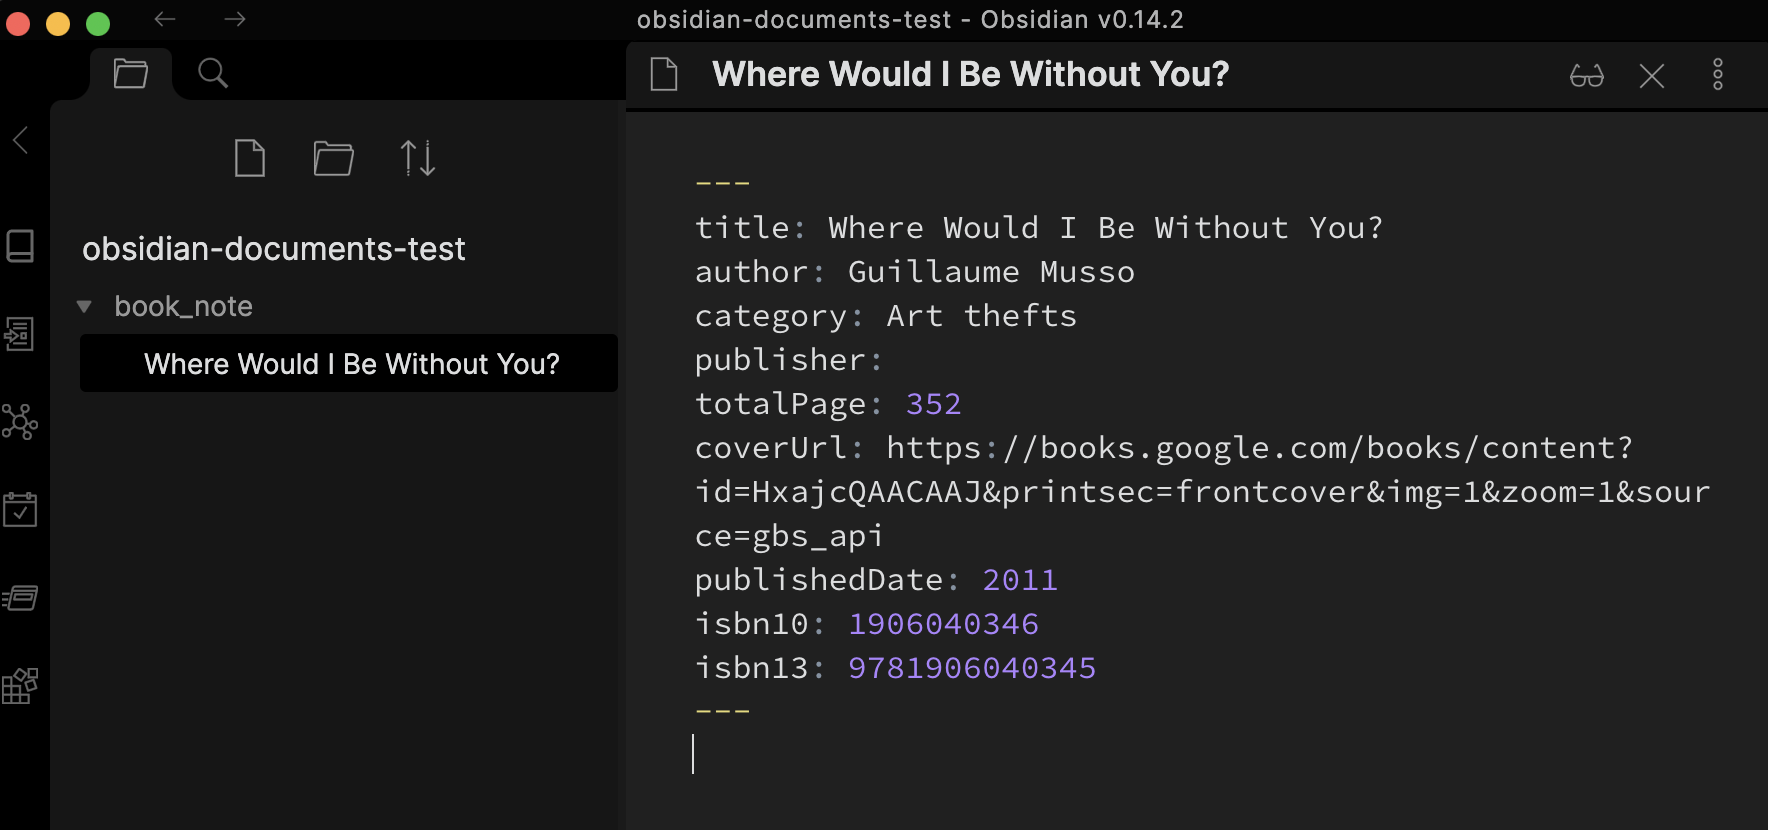 obsidian-documents-test - Obsidian v0.14.2
Where Would I Be Without You?
obsidian-documents-test
book_note
Where Would I Be Without You?
---
title: Where Would I Be Without You?
author: Guillaume Musso
category: Art thefts
publisher:
totalPage: 352
coverUrl: https://books.google.com/books/content?
id=HxajcQAACAAJ&printsec=frontcover&img=1&zoom=1&sour
ce=gbs_api
publishedDate: 2011
isbn10: 1906040346
isbn13: 9781906040345
---